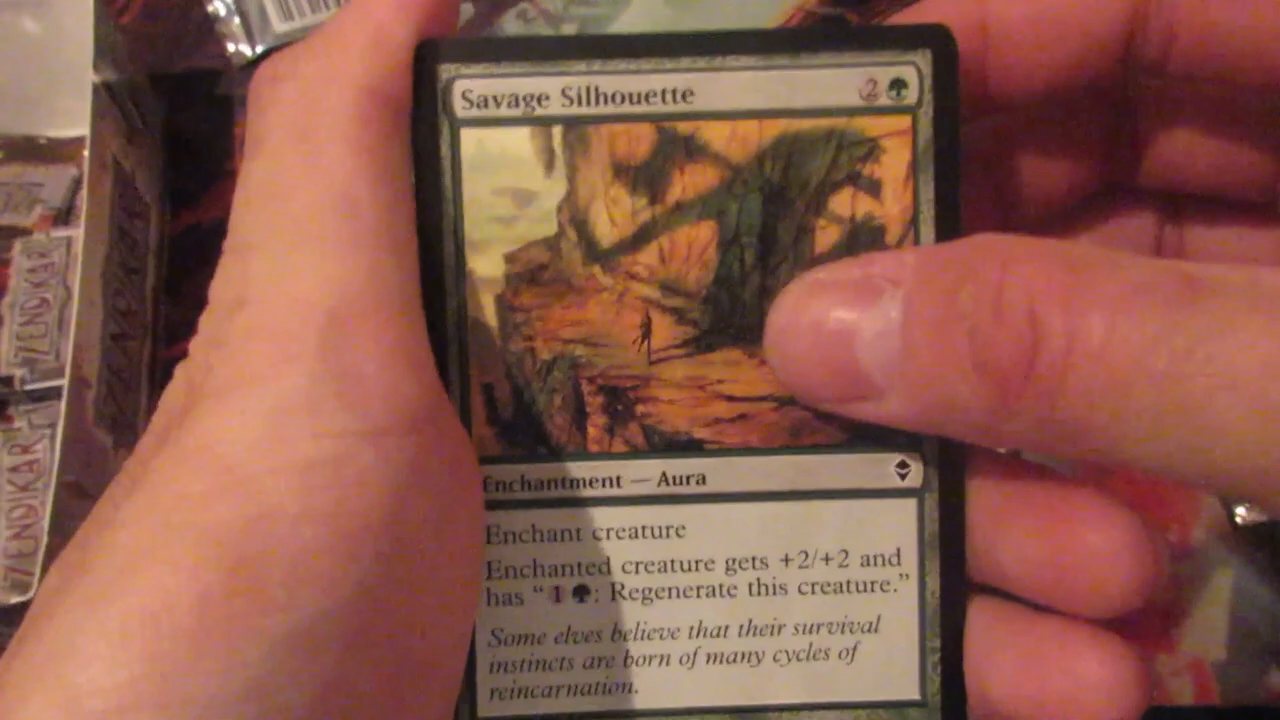 Savage Silhouette 2
Enchantment — Aura
Enchant creature
Enchanted creature gets +2/+2 and
has “1 : Regenerate this creature.”
Some elves believe that their survival
instincts are born of many cycles of
reincarnation.
ZENDIKAR
ZENDIKAR
ZENDIKAR